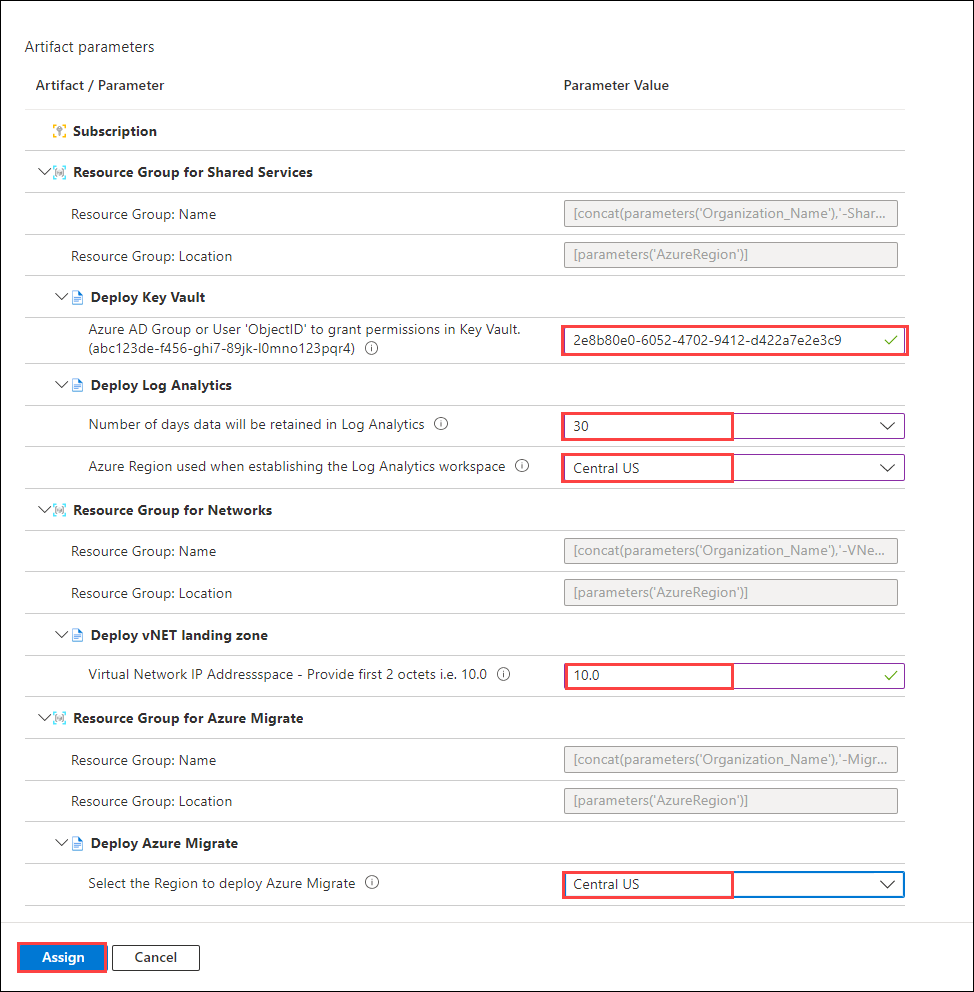 Artifact parameters
Artifact / Parameter Parameter Value
Subscription
Resource Group for Shared Services
Resource Group: Name [concat(parameters('Organization_Name'),'-Shar...
Resource Group: Location [parameters('AzureRegion')]
Deploy Key Vault
Azure AD Group or User 'ObjectID' to grant permissions in Key Vault.
(abc123de-f456-ghi7-89jk-l0mno123pqr4) 2e8b80e0-6052-4702-9412-d422a7e2e3c9
Deploy Log Analytics
Number of days data will be retained in Log Analytics 30
Azure Region used when establishing the Log Analytics workspace Central US
Resource Group for Networks
Resource Group: Name [concat(parameters('Organization_Name'),'-VNe...
Resource Group: Location [parameters('AzureRegion')]
Deploy vNET landing zone
Virtual Network IP Addressspace - Provide first 2 octets i.e. 10.0 10.0
Resource Group for Azure Migrate
Resource Group: Name [concat(parameters('Organization_Name'),'-Migr...
Resource Group: Location [parameters('AzureRegion')]
Deploy Azure Migrate
Select the Region to deploy Azure Migrate Central US
Assign Cancel